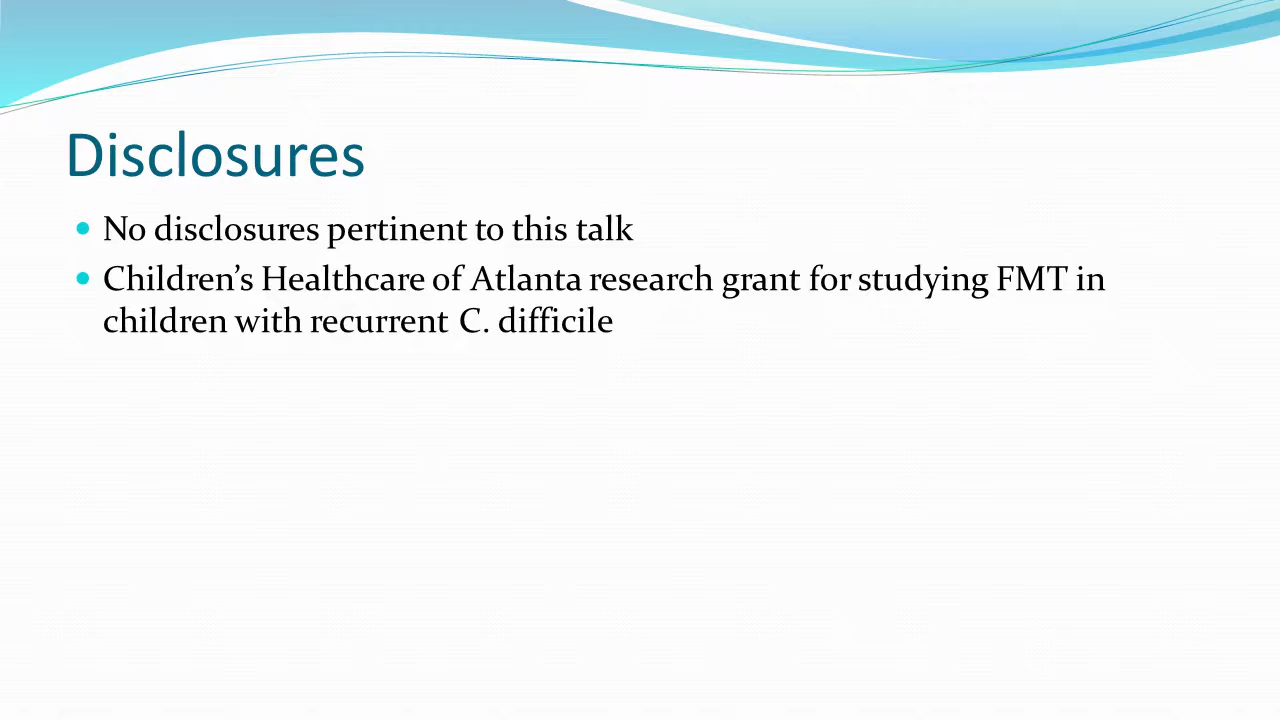 Disclosures
No disclosures pertinent to this talk
Children’s Healthcare of Atlanta research grant for studying FMT in
children with recurrent C. difficile